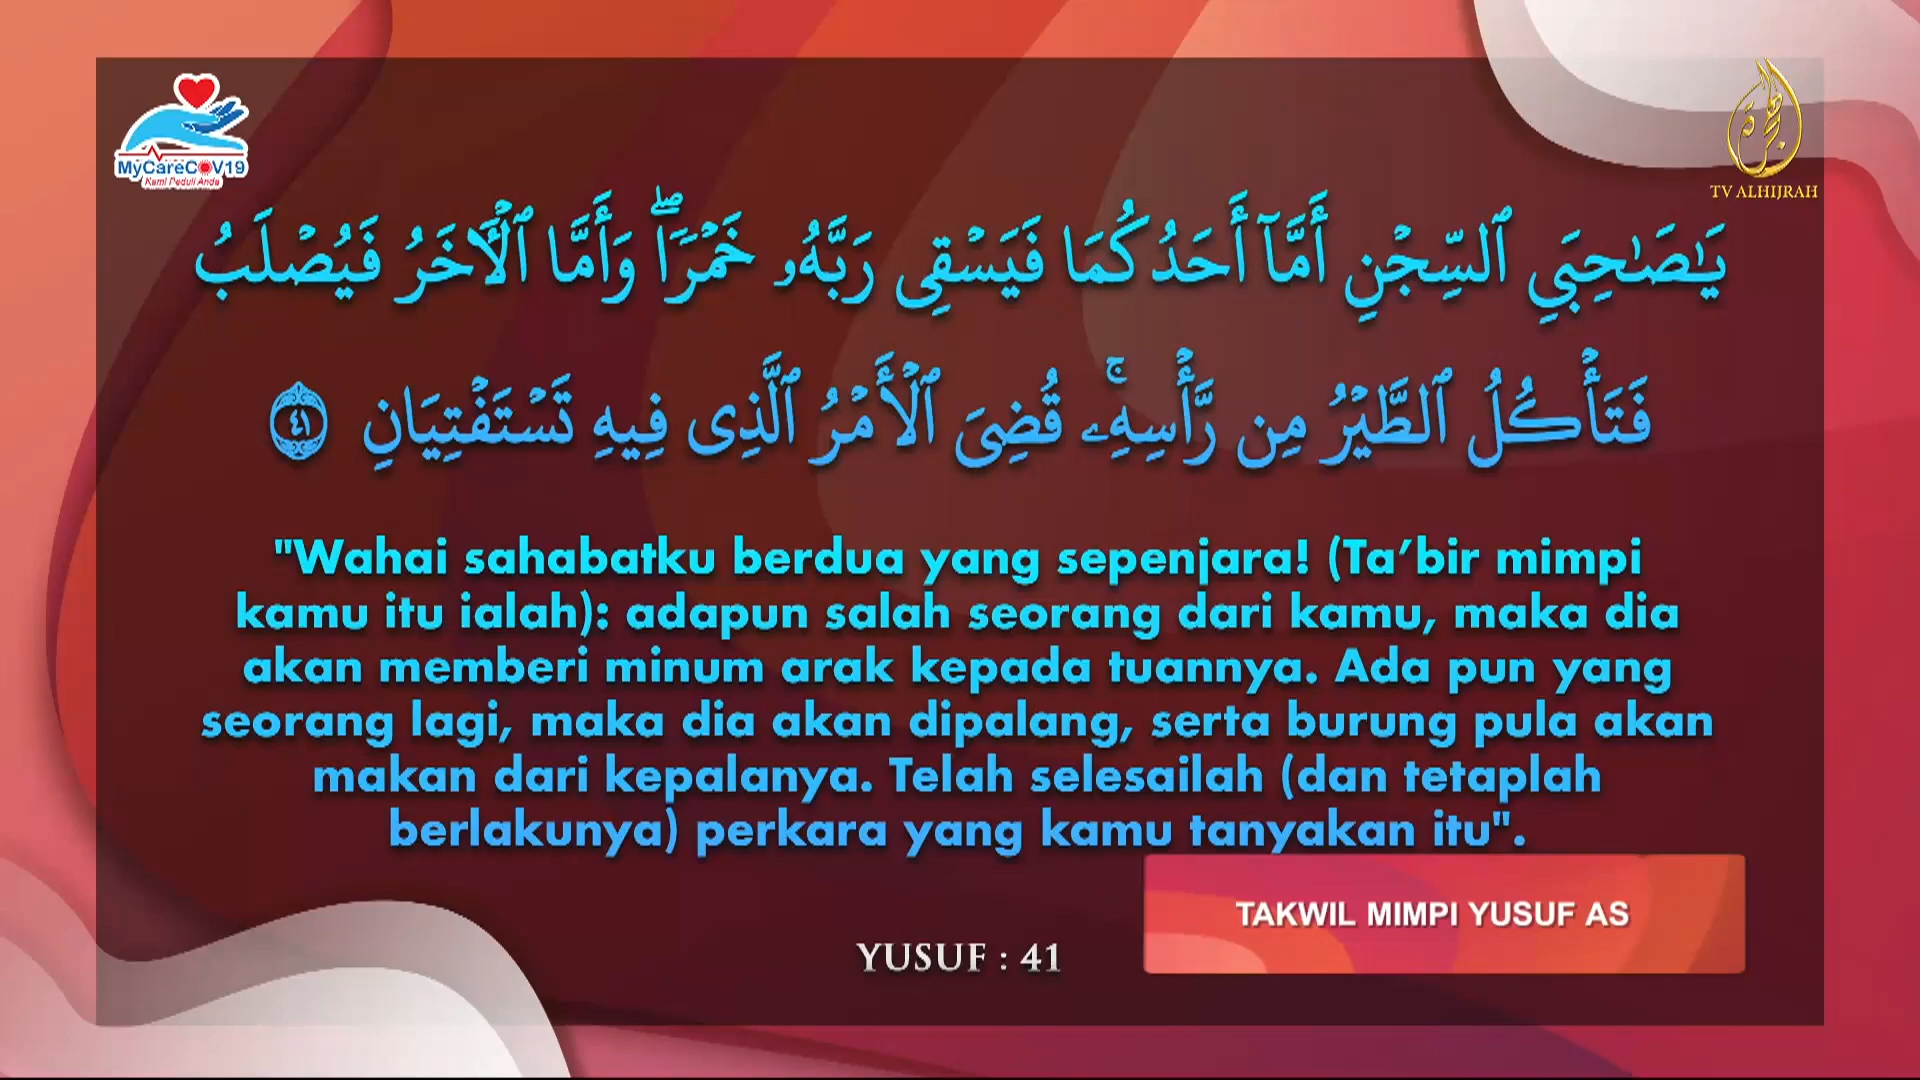 MyCareCOV19
Kami Peduli Anda
TV ALHIJRAH
يَـٰصَـٰحِبَىِ ٱلسِّجْنِ أَمَّآ أَحَدُكُمَا فَيَسْقِى رَبَّهُۥ خَمْرًۭا ۖ وَأَمَّا ٱلْـَٔاخَرُ فَيُصْلَبُ
فَتَأْكُلُ ٱلطَّيْرُ مِن رَّأْسِهِۦ ۚ قُضِىَ ٱلْأَمْرُ ٱلَّذِى فِيهِ تَسْتَفْتِيَانِ ٤١
"Wahai sahabatku berdua yang sepenjara! (Ta’bir mimpi
kamu itu ialah): adapun salah seorang dari kamu, maka dia
akan memberi minum arak kepada tuannya. Ada pun yang
seorang lagi, maka dia akan dipalang, serta burung pula akan
makan dari kepalanya. Telah selesailah (dan tetaplah
berlakunya) perkara yang kamu tanyakan itu".
TAKWIL MIMPI YUSUF AS
YUSUF : 41